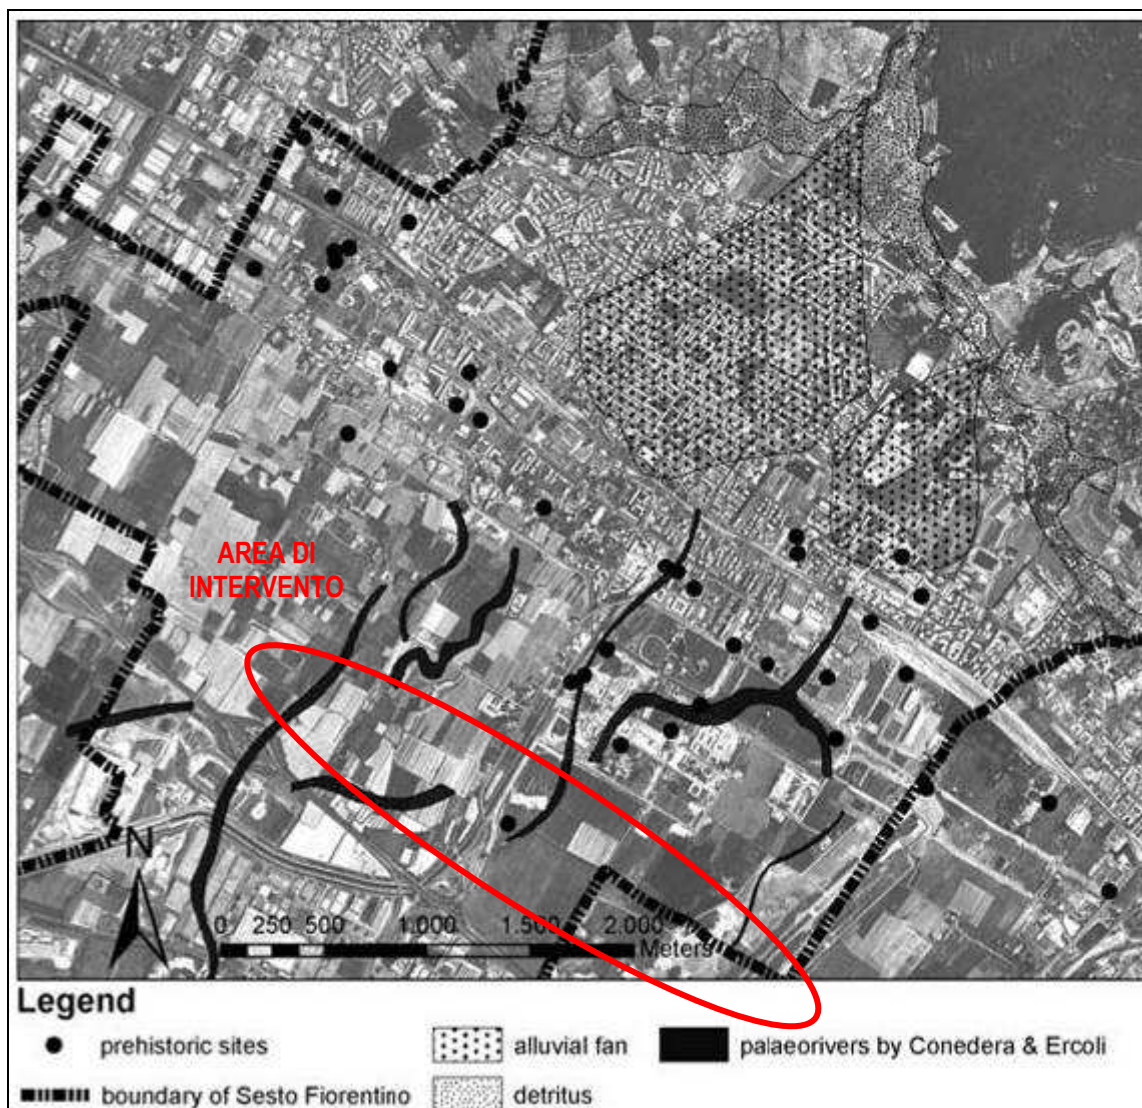 AREA DI
INTERVENTO
N
0 250 500 1.000 1.500 2.000
Meters
Legend
prehistoric sites
alluvial fan
palaeorivers by Conedera & Ercoli
boundary of Sesto Fiorentino
detritus